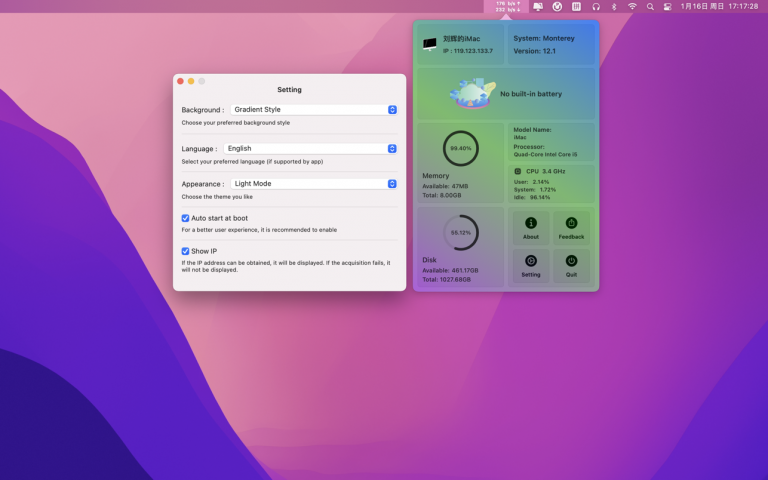 176 b/s ↑
232 b/s ↓
1月16日 周日 17:17:28
Setting
Background : Gradient Style
Choose your preferred background style
Language : English
Select your preferred language (if supported by app)
Appearance : Light Mode
Choose the theme you like
Auto start at boot
For a better user experience, it is recommended to enable
Show IP
If the IP address can be obtained, it will be displayed. If the acquisition fails, it
will not be displayed.
刘辉的iMac
IP : 119.123.133.7
System: Monterey
Version: 12.1
No built-in battery
99.40%
Memory
Available: 47MB
Total: 8.00GB
Model Name:
iMac
Processor:
Quad-Core Intel Core i5
CPU 3.4 GHz
User: 2.14%
System: 1.72%
Idle: 96.14%
55.12%
Disk
Available: 461.17GB
Total: 1027.68GB
About
Feedback
Setting
Quit